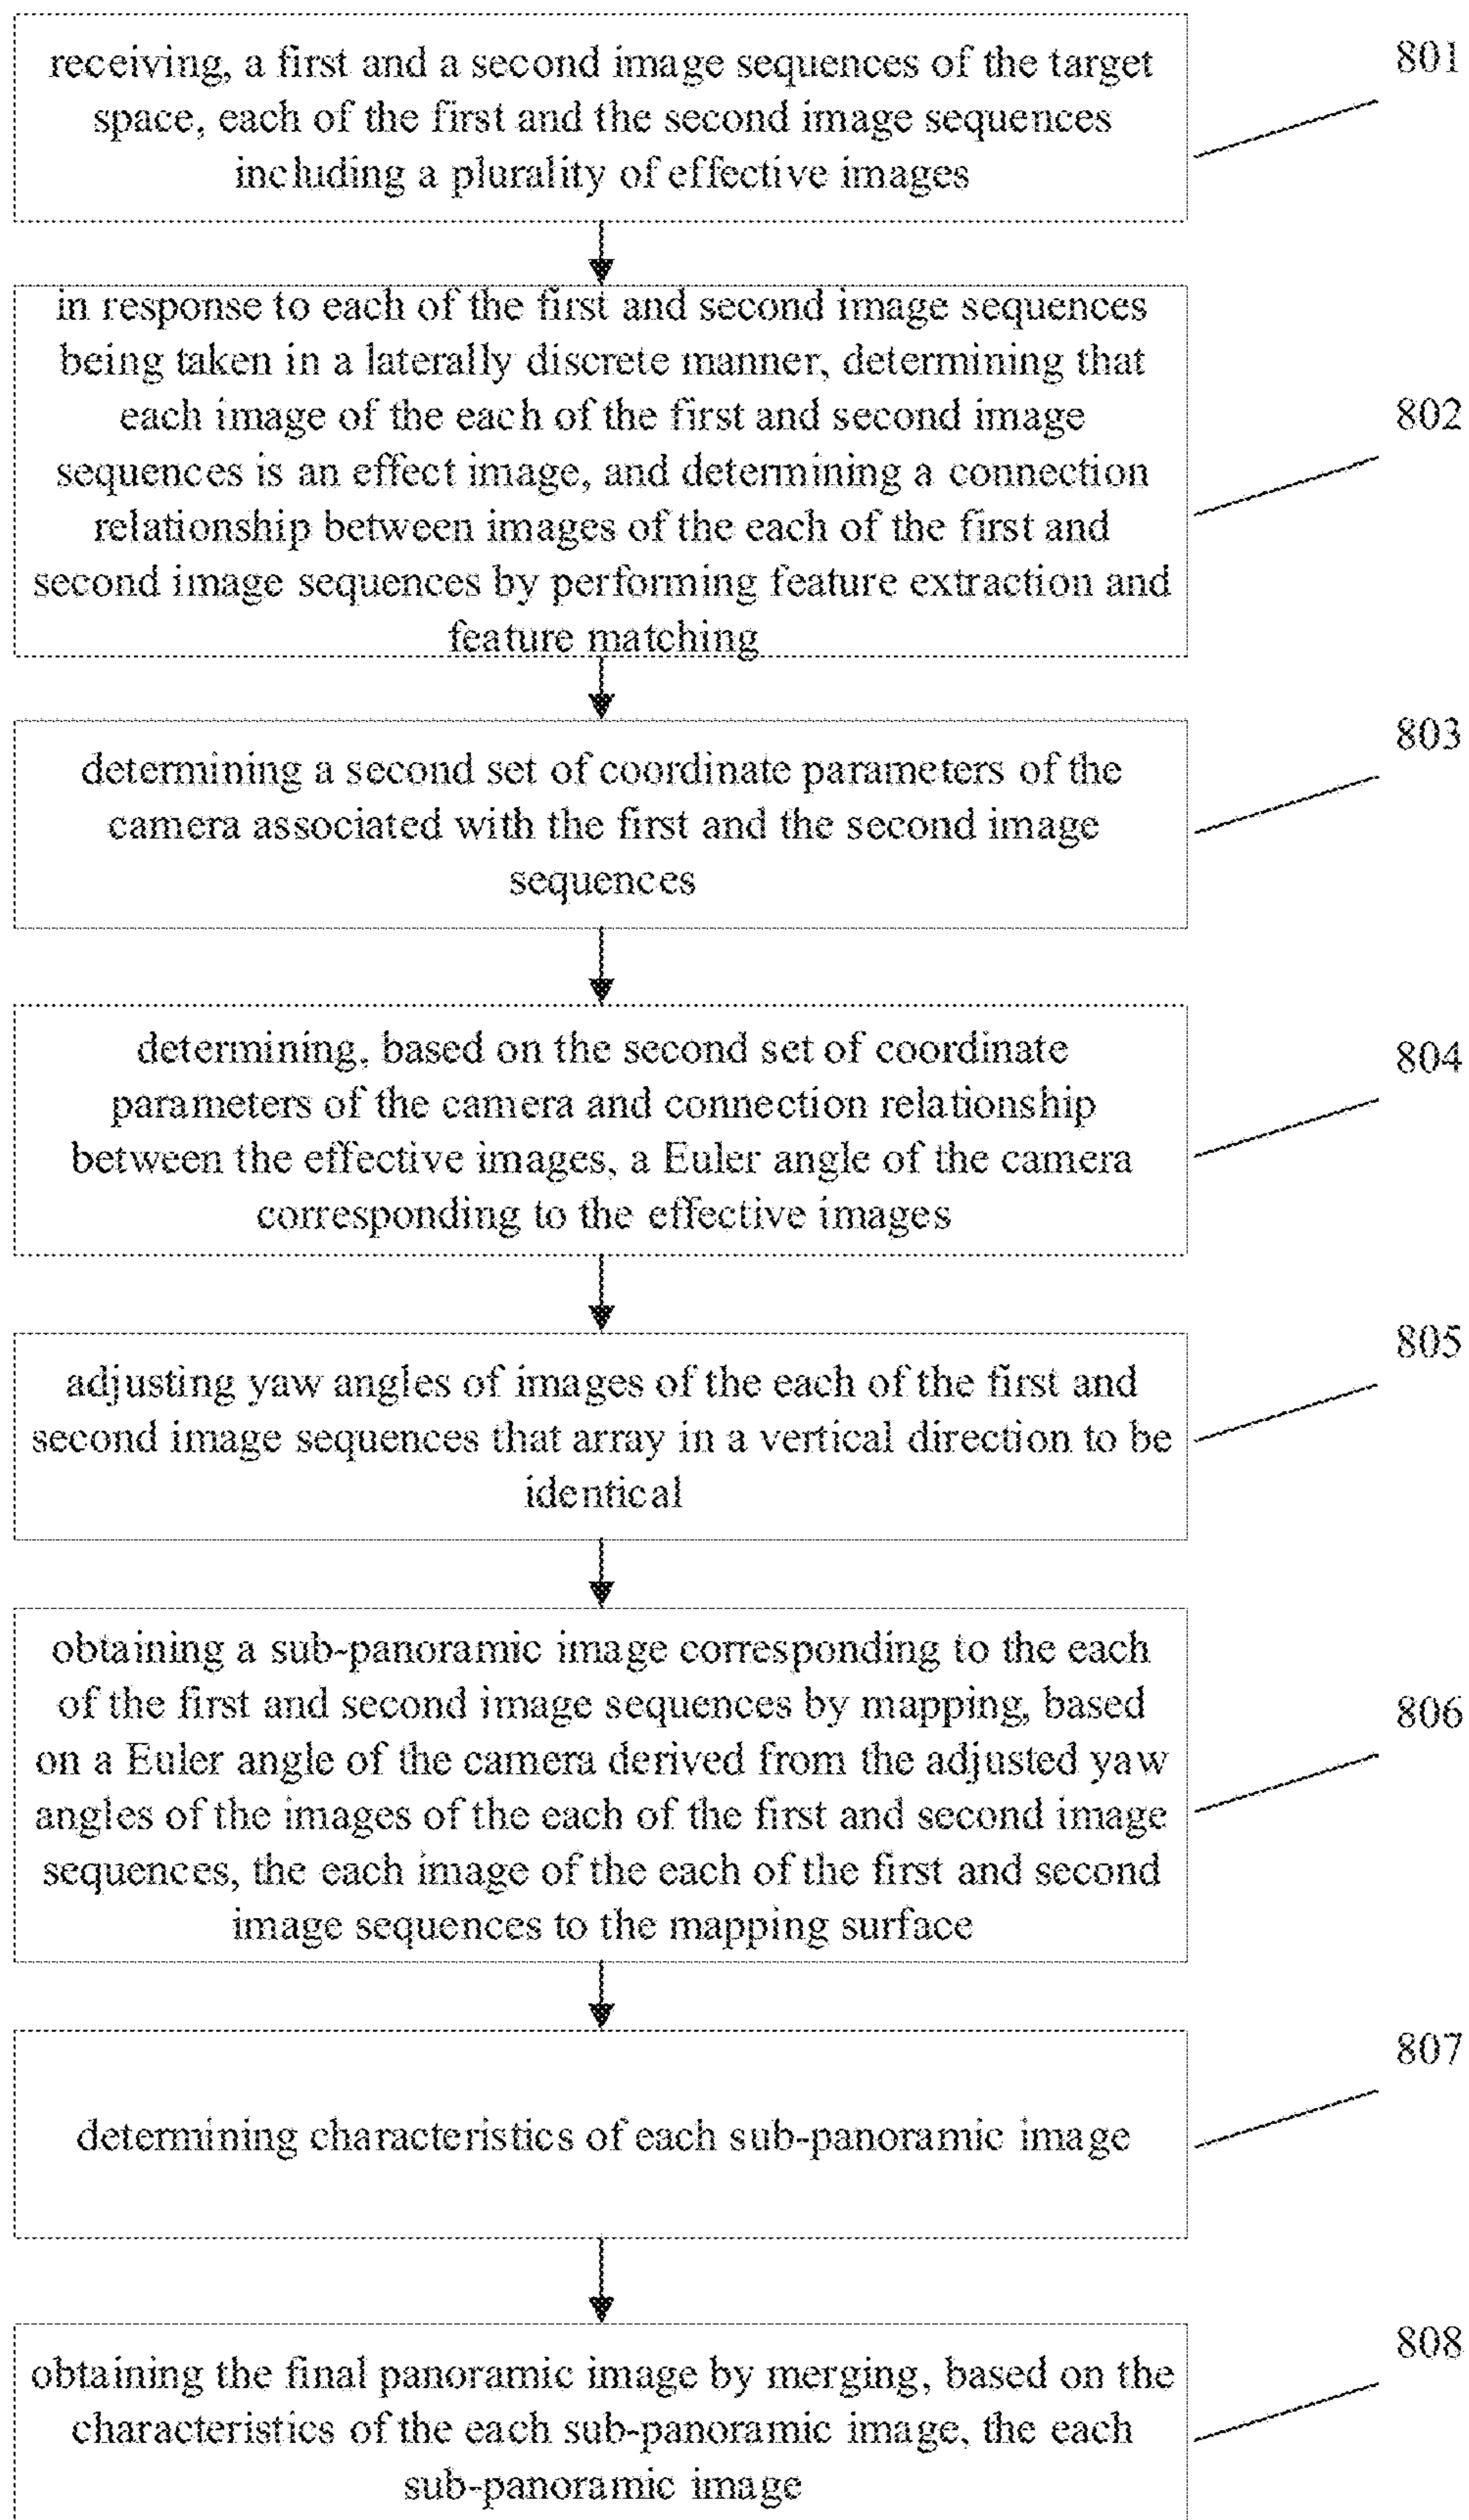 receiving, a first and a second image sequences of the target
space, each of the first and the second image sequences
including a plurality of effective images
801
in response to each of the first and second image sequences
being taken in a laterally discrete manner, determining that
each image of the each of the first and second image
sequences is an effect image, and determining a connection
relationship between images of the each of the first and
second image sequences by performing feature extraction and
feature matching
802
determining a second set of coordinate parameters of the
camera associated with the first and the second image
sequences
803
determining, based on the second set of coordinate
parameters of the camera and connection relationship
between the effective images, a Euler angle of the camera
corresponding to the effective images
804
adjusting yaw angles of images of the each of the first and
second image sequences that array in a vertical direction to be
identical
805
obtaining a sub-panoramic image corresponding to the each
of the first and second image sequences by mapping, based
on a Euler angle of the camera derived from the adjusted yaw
angles of the images of the each of the first and second image
sequences, the each image of the each of the first and second
image sequences to the mapping surface
806
determining characteristics of each sub-panoramic image
807
obtaining the final panoramic image by merging, based on the
characteristics of the each sub-panoramic image, the each
sub-panoramic image
808